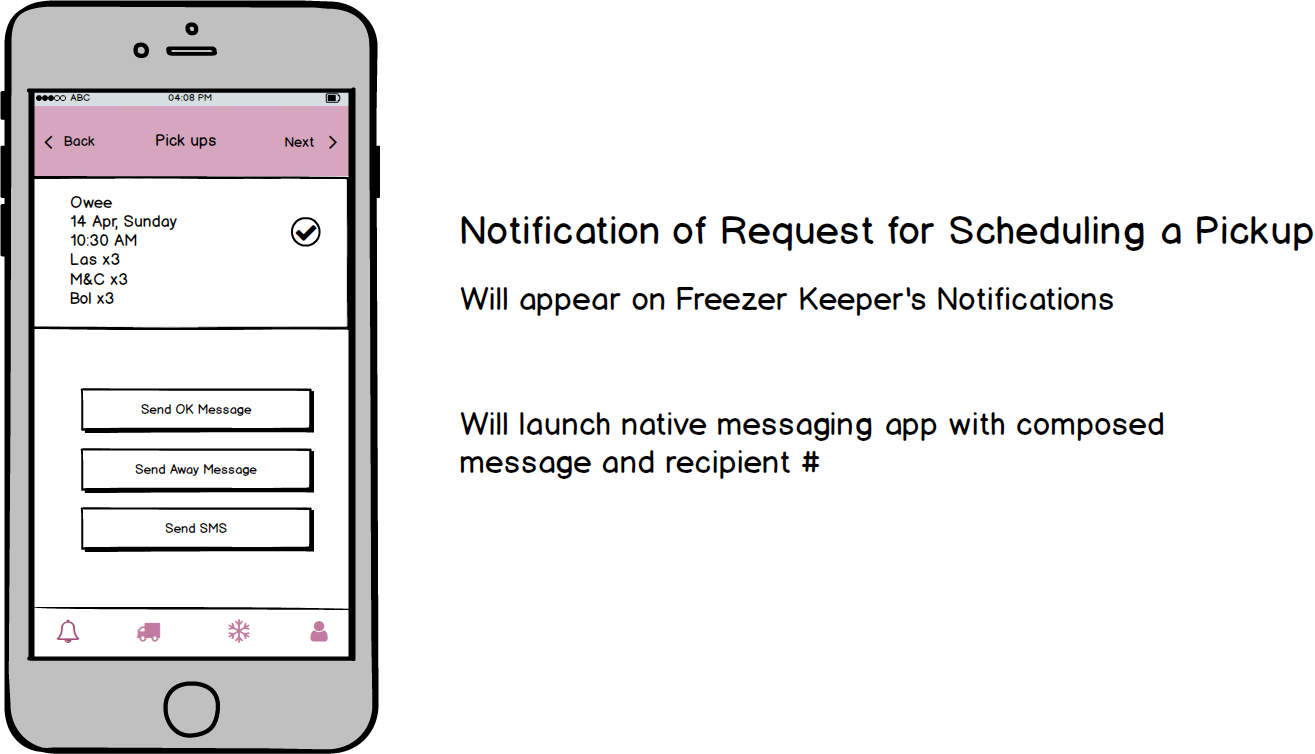 ABC 04:08 PM
Back Pick ups Next
Owee
14 Apr, Sunday
10:30 AM
Las x3
M&C x3
Bol x3
Send OK Message
Send Away Message
Send SMS
Notification of Request for Scheduling a Pickup
Will appear on Freezer Keeper's Notifications
Will launch native messaging app with composed
message and recipient #